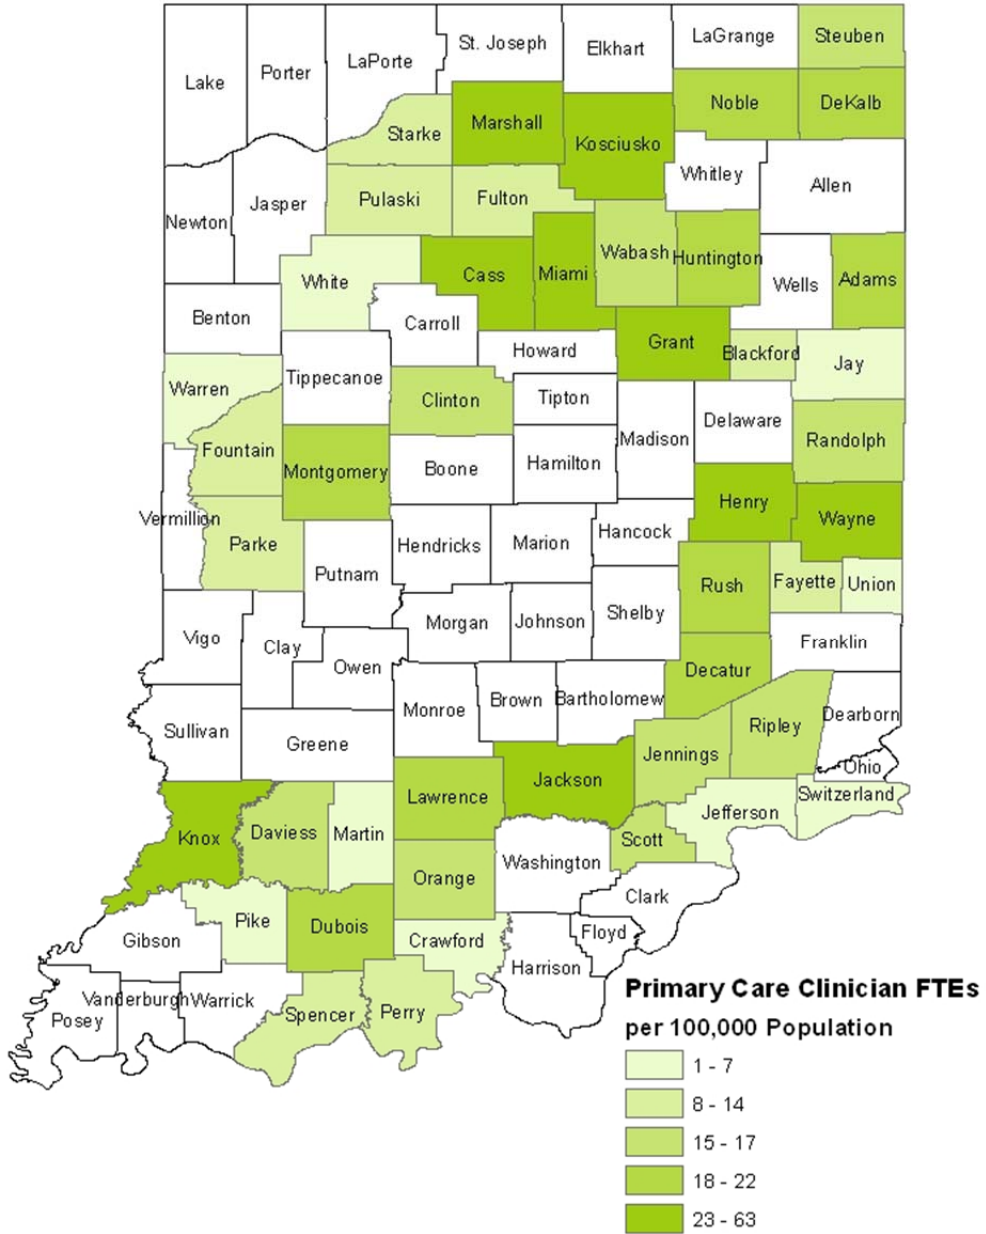 St. Joseph
LaGrange
Steuben
Elkhart
LaPorte
Porter
Lake
Noble
DeKalb
Marshall
Starke
Kosciusko
Whitley
Allen
Pulaski
Fulton
Jasper
Newton
Wabash
Huntington
Cass
Miami
White
Wells
Adams
Benton
Carroll
Grant
Howard
Blackford
Jay
Tippecanoe
Warren
Clinton
Tipton
Delaware
Randolph
Madison
Fountain
Hamilton
Boone
Montgomery
Henry
Vermillion
Wayne
Hancock
Marion
Hendricks
Parke
Putnam
Rush
Fayette
Union
Shelby
Johnson
Morgan
Vigo
Clay
Franklin
Owen
Decatur
Brown
Bartholomew
Monroe
Dearborn
Ripley
Sullivan
Greene
Jennings
Ohio
Jackson
Switzerland
Lawrence
Jefferson
Daviess
Martin
Knox
Scott
Washington
Orange
Clark
Pike
Dubois
Floyd
Crawford
Gibson
Harrison
Vanderburgh
Warrick
Perry
Spencer
Posey
Primary Care Clinician FTEs
per 100,000 Population
1 - 7
8 - 14
15 - 17
18 - 22
23 - 63